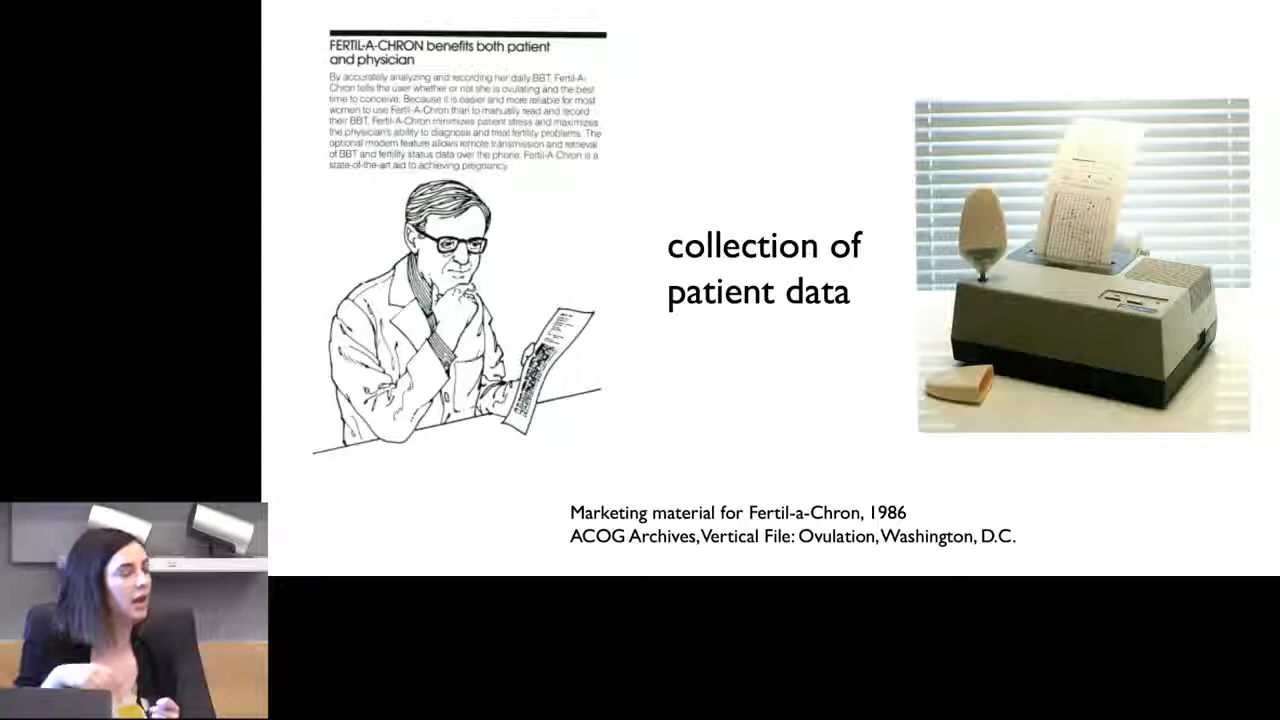 FERTIL-A-CHRON benefits both patient
and physician
By accurately analyzing and recording her daily BBT, Fertil-A-
Chron tells the user whether or not she is ovulating and the best
time to conceive. Because it is easier and more reliable for most
women to use Fertil-A-Chron than to manually read and record
their BBT, Fertil-A-Chron minimizes patient stress and maximizes
the physician's ability to diagnose and treat fertility problems. The
optional modem feature allows remote transmission and retrieval
of BBT and fertility status data over the phone. Fertil-A-Chron is a
state-of-the-art aid to achieving pregnancy.
collection of
patient data
Marketing material for Fertil-a-Chron, 1986
ACOG Archives, Vertical File: Ovulation, Washington, D.C.